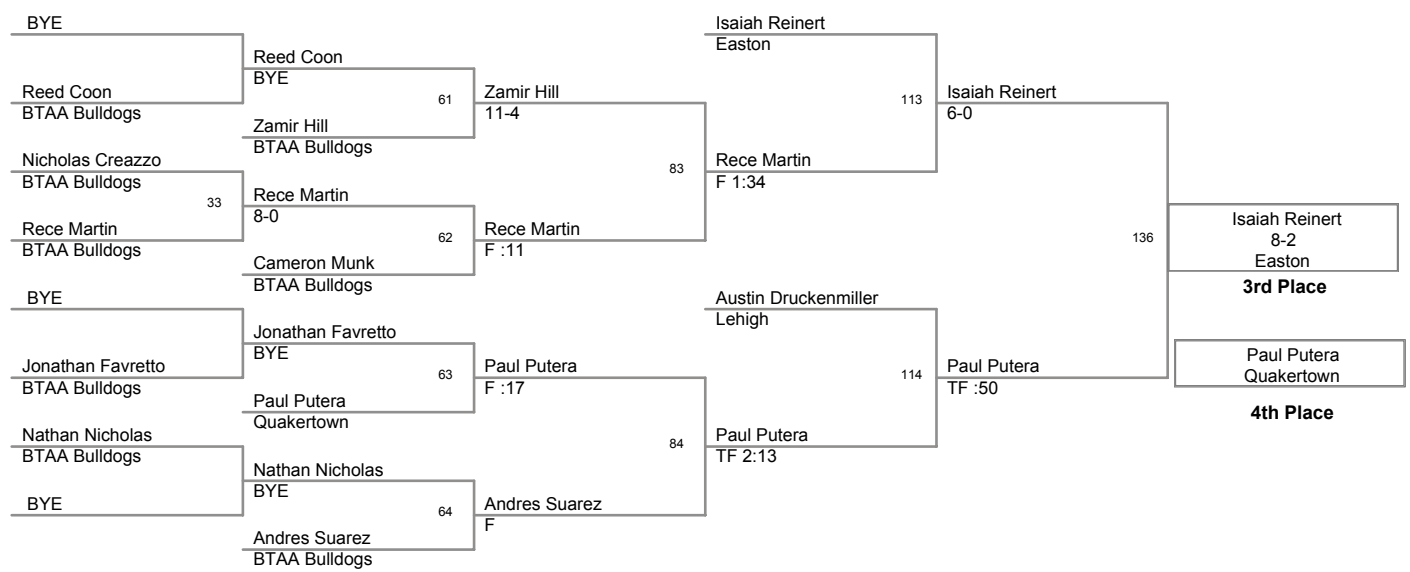 BYE
Reed Coon
BTAA Bulldogs
Nicholas Creazzo
BTAA Bulldogs
33
Rece Martin
BTAA Bulldogs
BYE
Jonathan Favretto
BTAA Bulldogs
Nathan Nicholas
BTAA Bulldogs
BYE
Reed Coon
BYE
61
Zamir Hill
BTAA Bulldogs
Rece Martin
8-0
62
Cameron Munk
BTAA Bulldogs
Jonathan Favretto
BYE
63
Paul Putera
Quakertown
Nathan Nicholas
BYE
64
Andres Suarez
BTAA Bulldogs
Zamir Hill
11-4
83
Rece Martin
F :11
Paul Putera
F :17
84
Andres Suarez
F
Isaiah Reinert
Easton
113
Rece Martin
F 1:34
Austin Druckenmiller
Lehigh
114
Paul Putera
TF 2:13
Isaiah Reinert
6-0
136
Paul Putera
TF :50
Isaiah Reinert
8-2
Easton
3rd Place
Paul Putera
Quakertown
4th Place